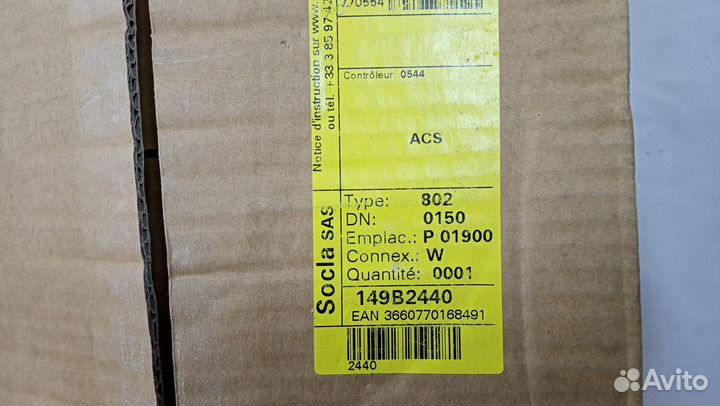 770554
Notice d'instruction sur www.
ou tél. +33 3 85 97 42
Contrôleur: 0544
ACS
Socla SAS
Type: 802
DN: 0150
Emplac.: P 01900
Connex.: W
Quantité: 0001
149B2440
EAN 3660770168491
2440
Avito